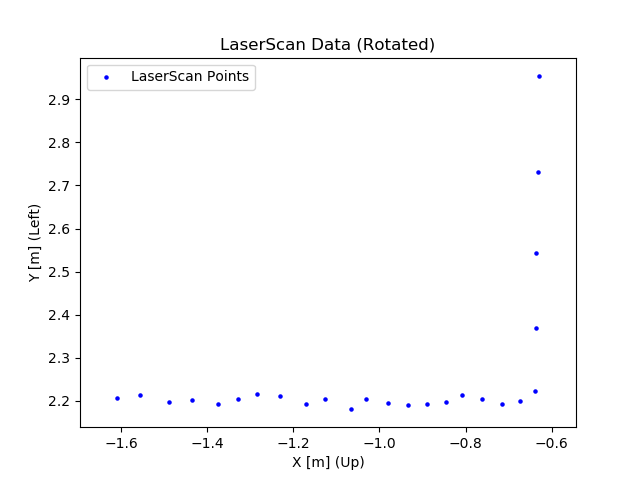 LaserScan Data (Rotated)
LaserScan Points
2.9
2.8
2.7
2.6
2.5
2.4
2.3
2.2
Y [m] (Left)
−1.6 −1.4 −1.2 −1.0 −0.8 −0.6
X [m] (Up)